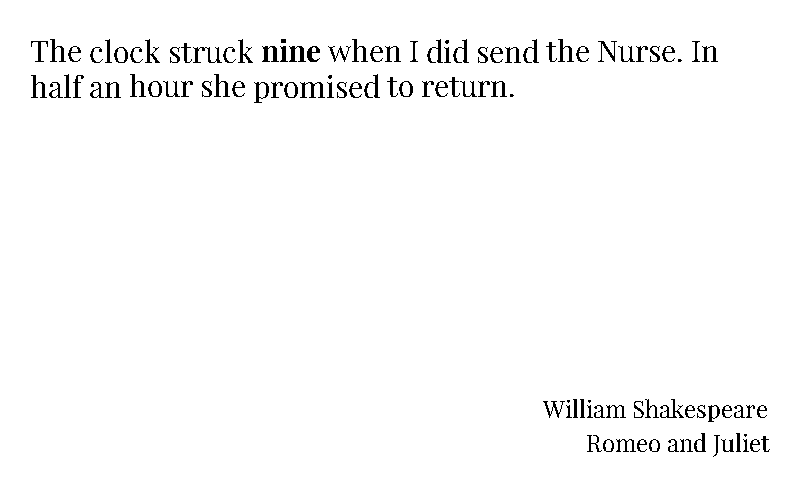 The clock struck nine when I did send the Nurse. In
half an hour she promised to return.
William Shakespeare
Romeo and Juliet